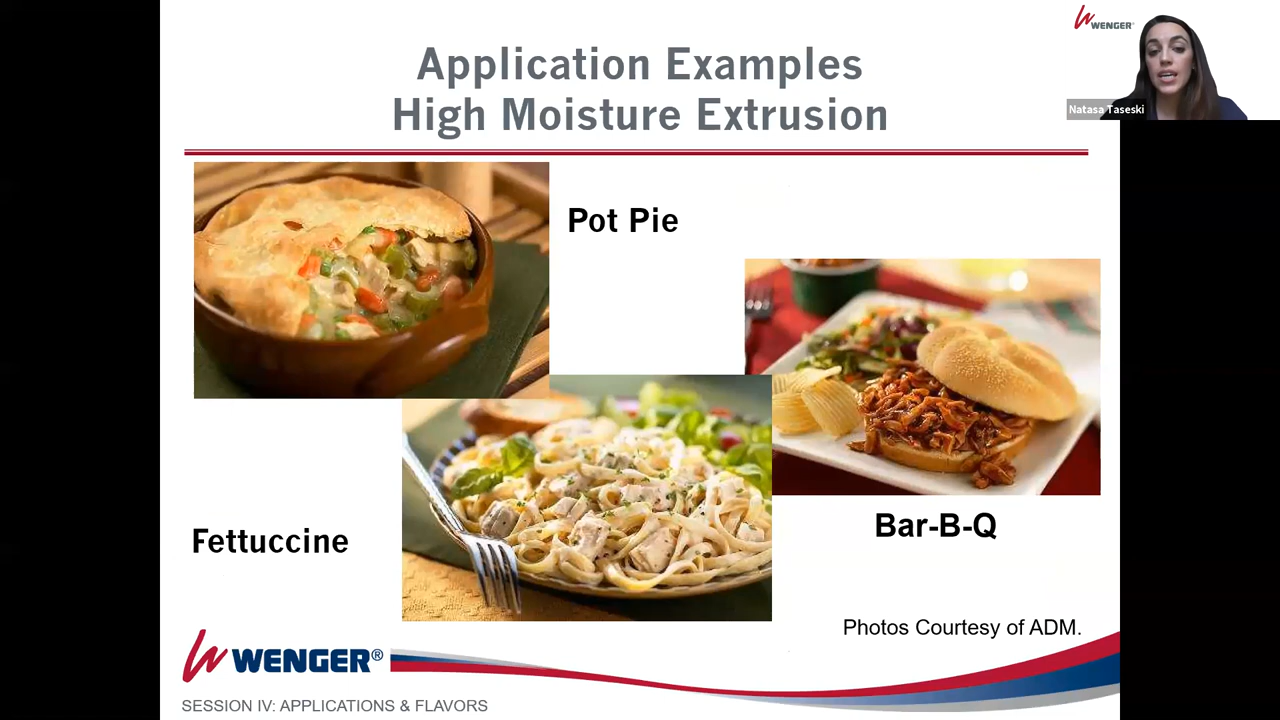 WENGER
Natasa Taseski
Application Examples
High Moisture Extrusion
Pot Pie
Fettuccine
Bar-B-Q
Photos Courtesy of ADM.
WENGER®
SESSION IV: APPLICATIONS & FLAVORS